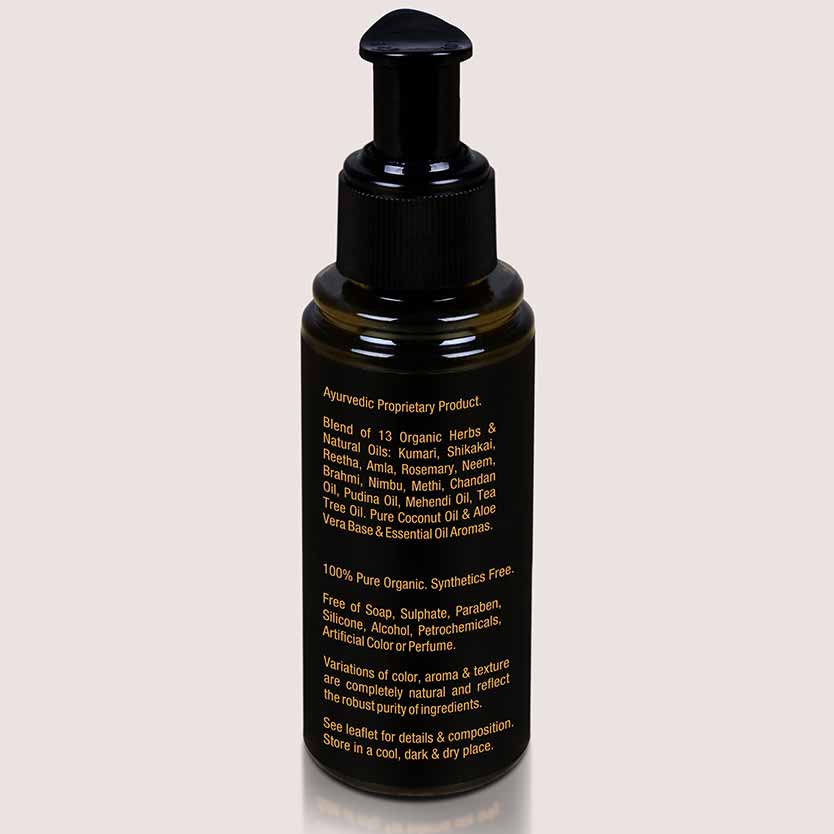 Ayurvedic Proprietary Product.
Blend of 13 Organic Herbs &
Natural Oils: Kumari, Shikakai,
Reetha, Amla, Rosemary, Neem,
Brahmi, Nimbu, Methi, Chandan
Oil, Pudina Oil, Mehendi Oil, Tea
Tree Oil. Pure Coconut Oil & Aloe
Vera Base & Essential Oil Aromas.
100% Pure Organic. Synthetics Free.
Free of Soap, Sulphate, Paraben,
Silicone, Alcohol, Petrochemicals,
Artificial Color or Perfume.
Variations of color, aroma & texture
are completely natural and reflect
the robust purity of ingredients.
See leaflet for details & composition.
Store in a cool, dark & dry place.